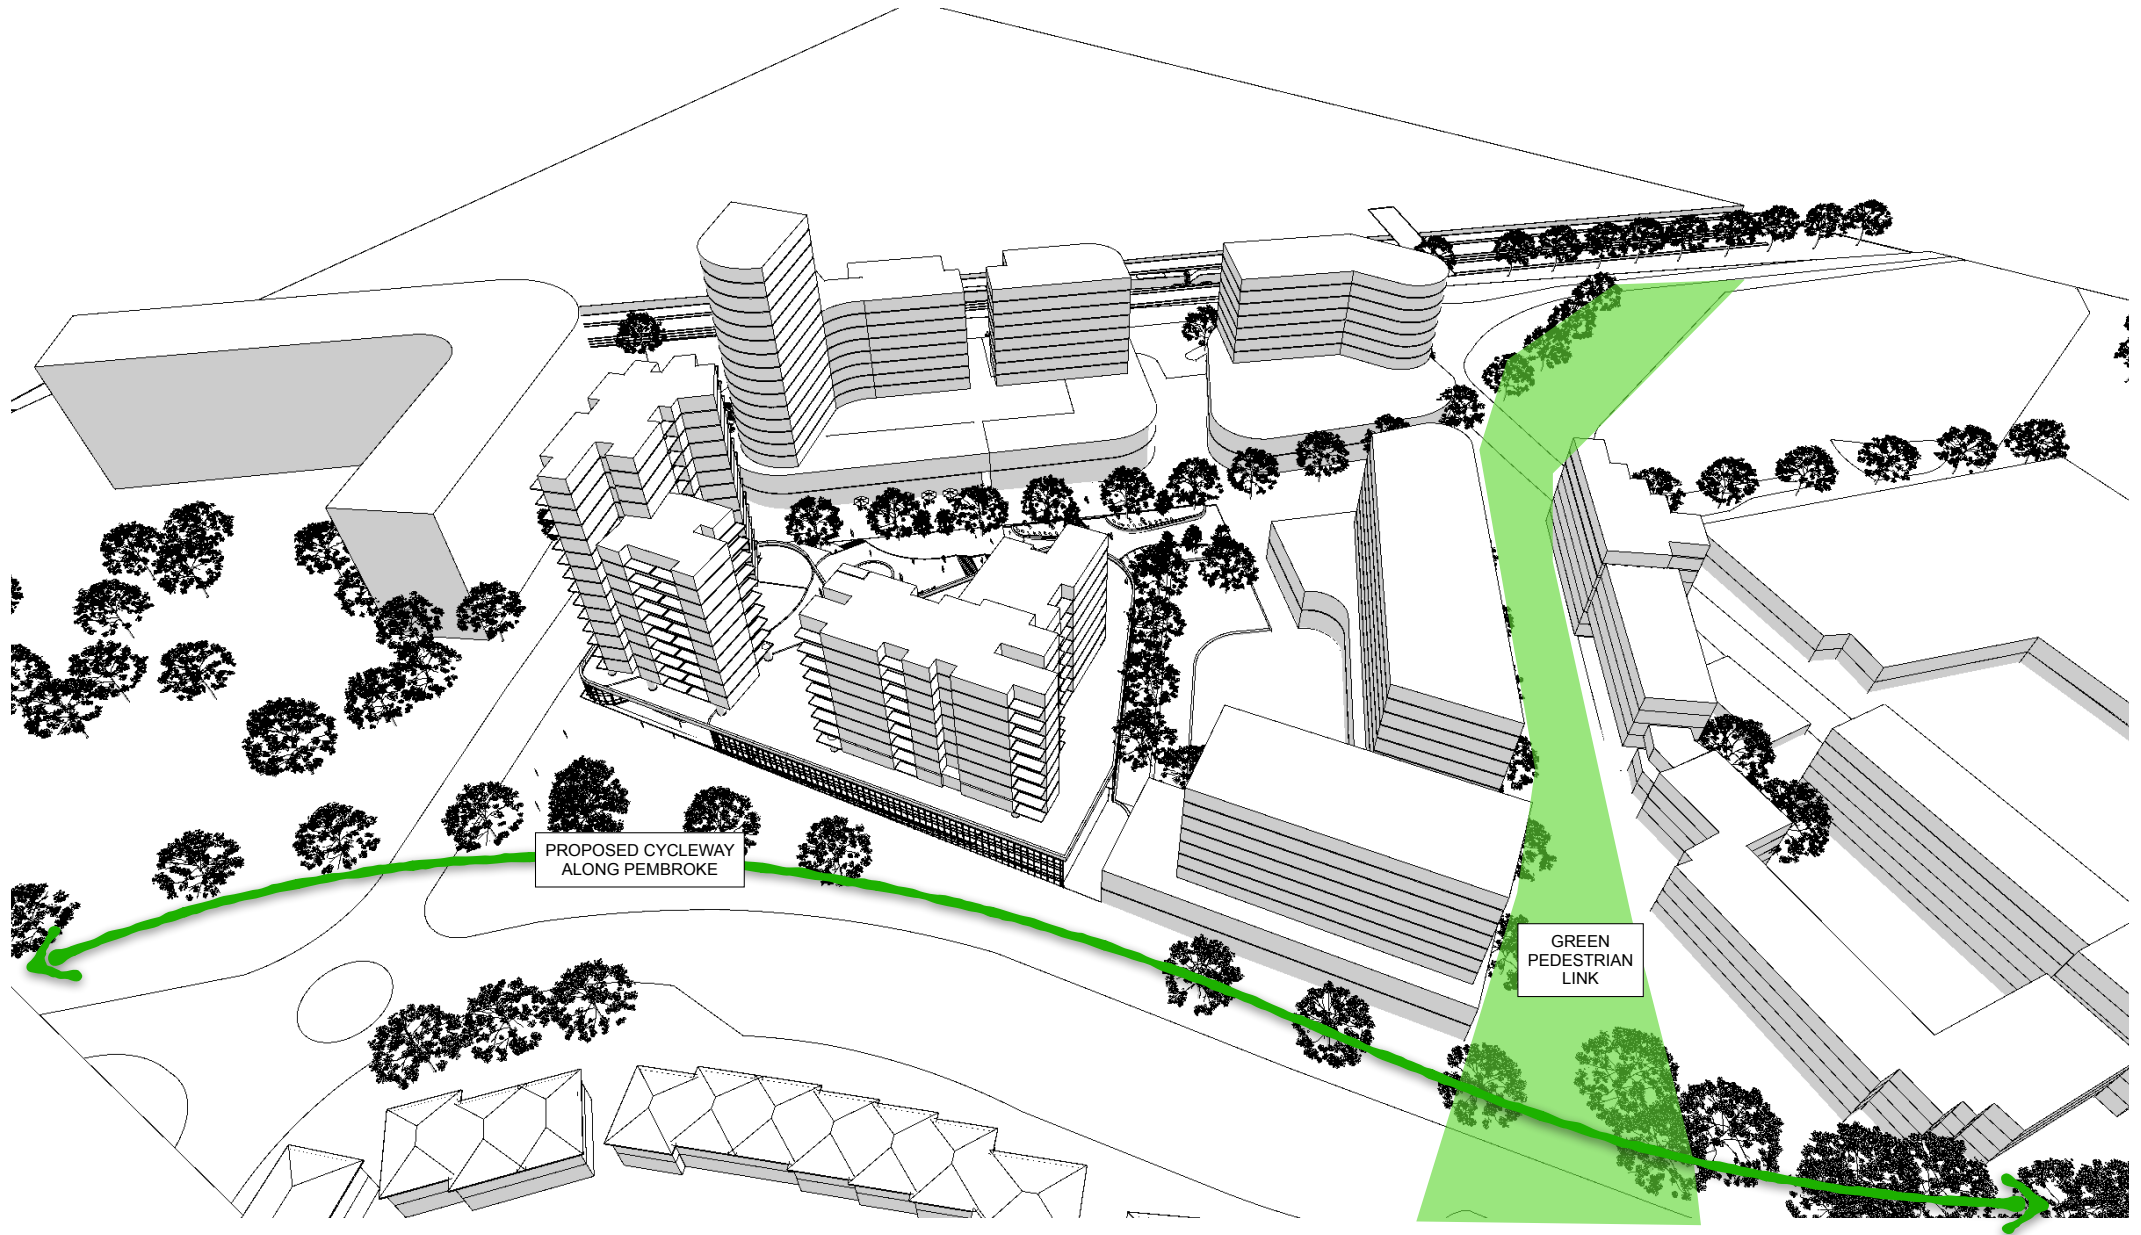 PROPOSED CYCLEWAY
ALONG PEMBROKE
GREEN
PEDESTRIAN
LINK